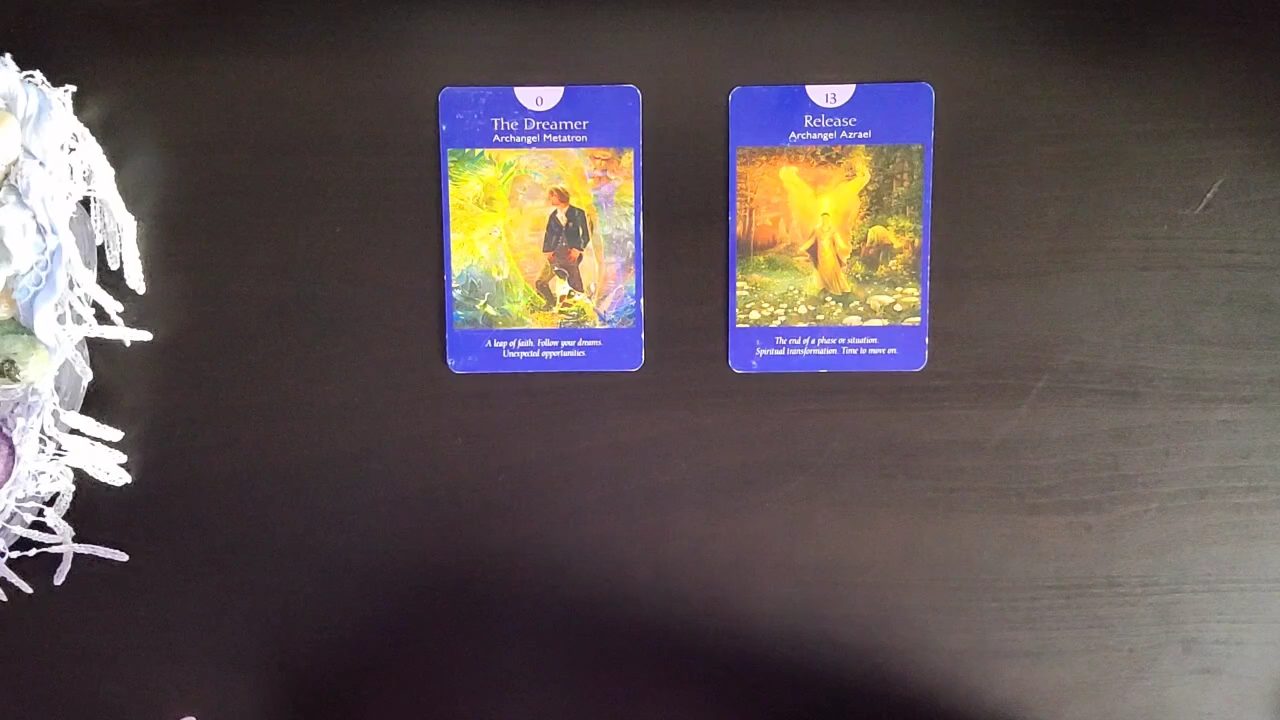 0
The Dreamer
Archangel Metatron
A leap of faith. Follow your dreams.
Unexpected opportunities.
13
Release
Archangel Azrael
The end of a phase or situation.
Spiritual transformation. Time to move on.